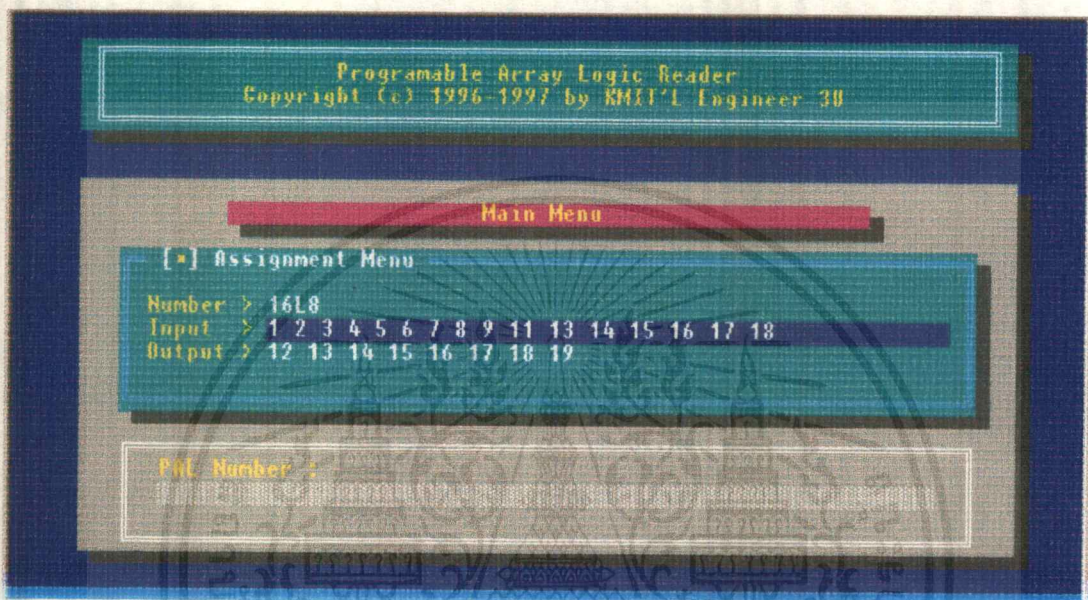 Programable Array Logic Reader
Copyright (c) 1996-1997 by KMIT'L Engineer 3U
Main Menu
[■] Assignment Menu
Number > 16L8
Input > 1 2 3 4 5 6 7 8 9 11 13 14 15 16 17 18
Output > 12 13 14 15 16 17 18 19
PAL Number :